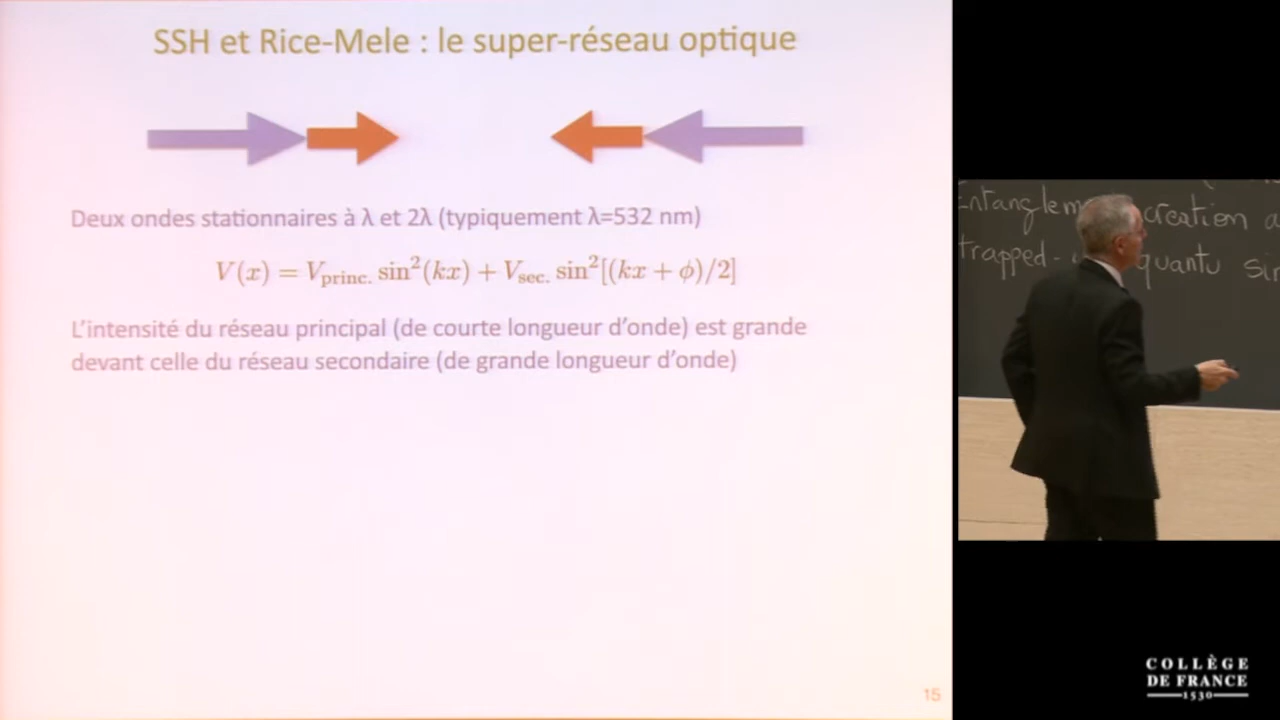 SSH et Rice-Mele : le super-réseau optique
Deux ondes stationnaires à λ et 2λ (typiquement λ=532 nm)
V(x) = V_princ. sin²(kx) + V_sec. sin²[(kx + φ)/2]
L'intensité du réseau principal (de courte longueur d'onde) est grande
devant celle du réseau secondaire (de grande longueur d'onde)
15
creation
trapped-
COLLÈGE
DE FRANCE
1530